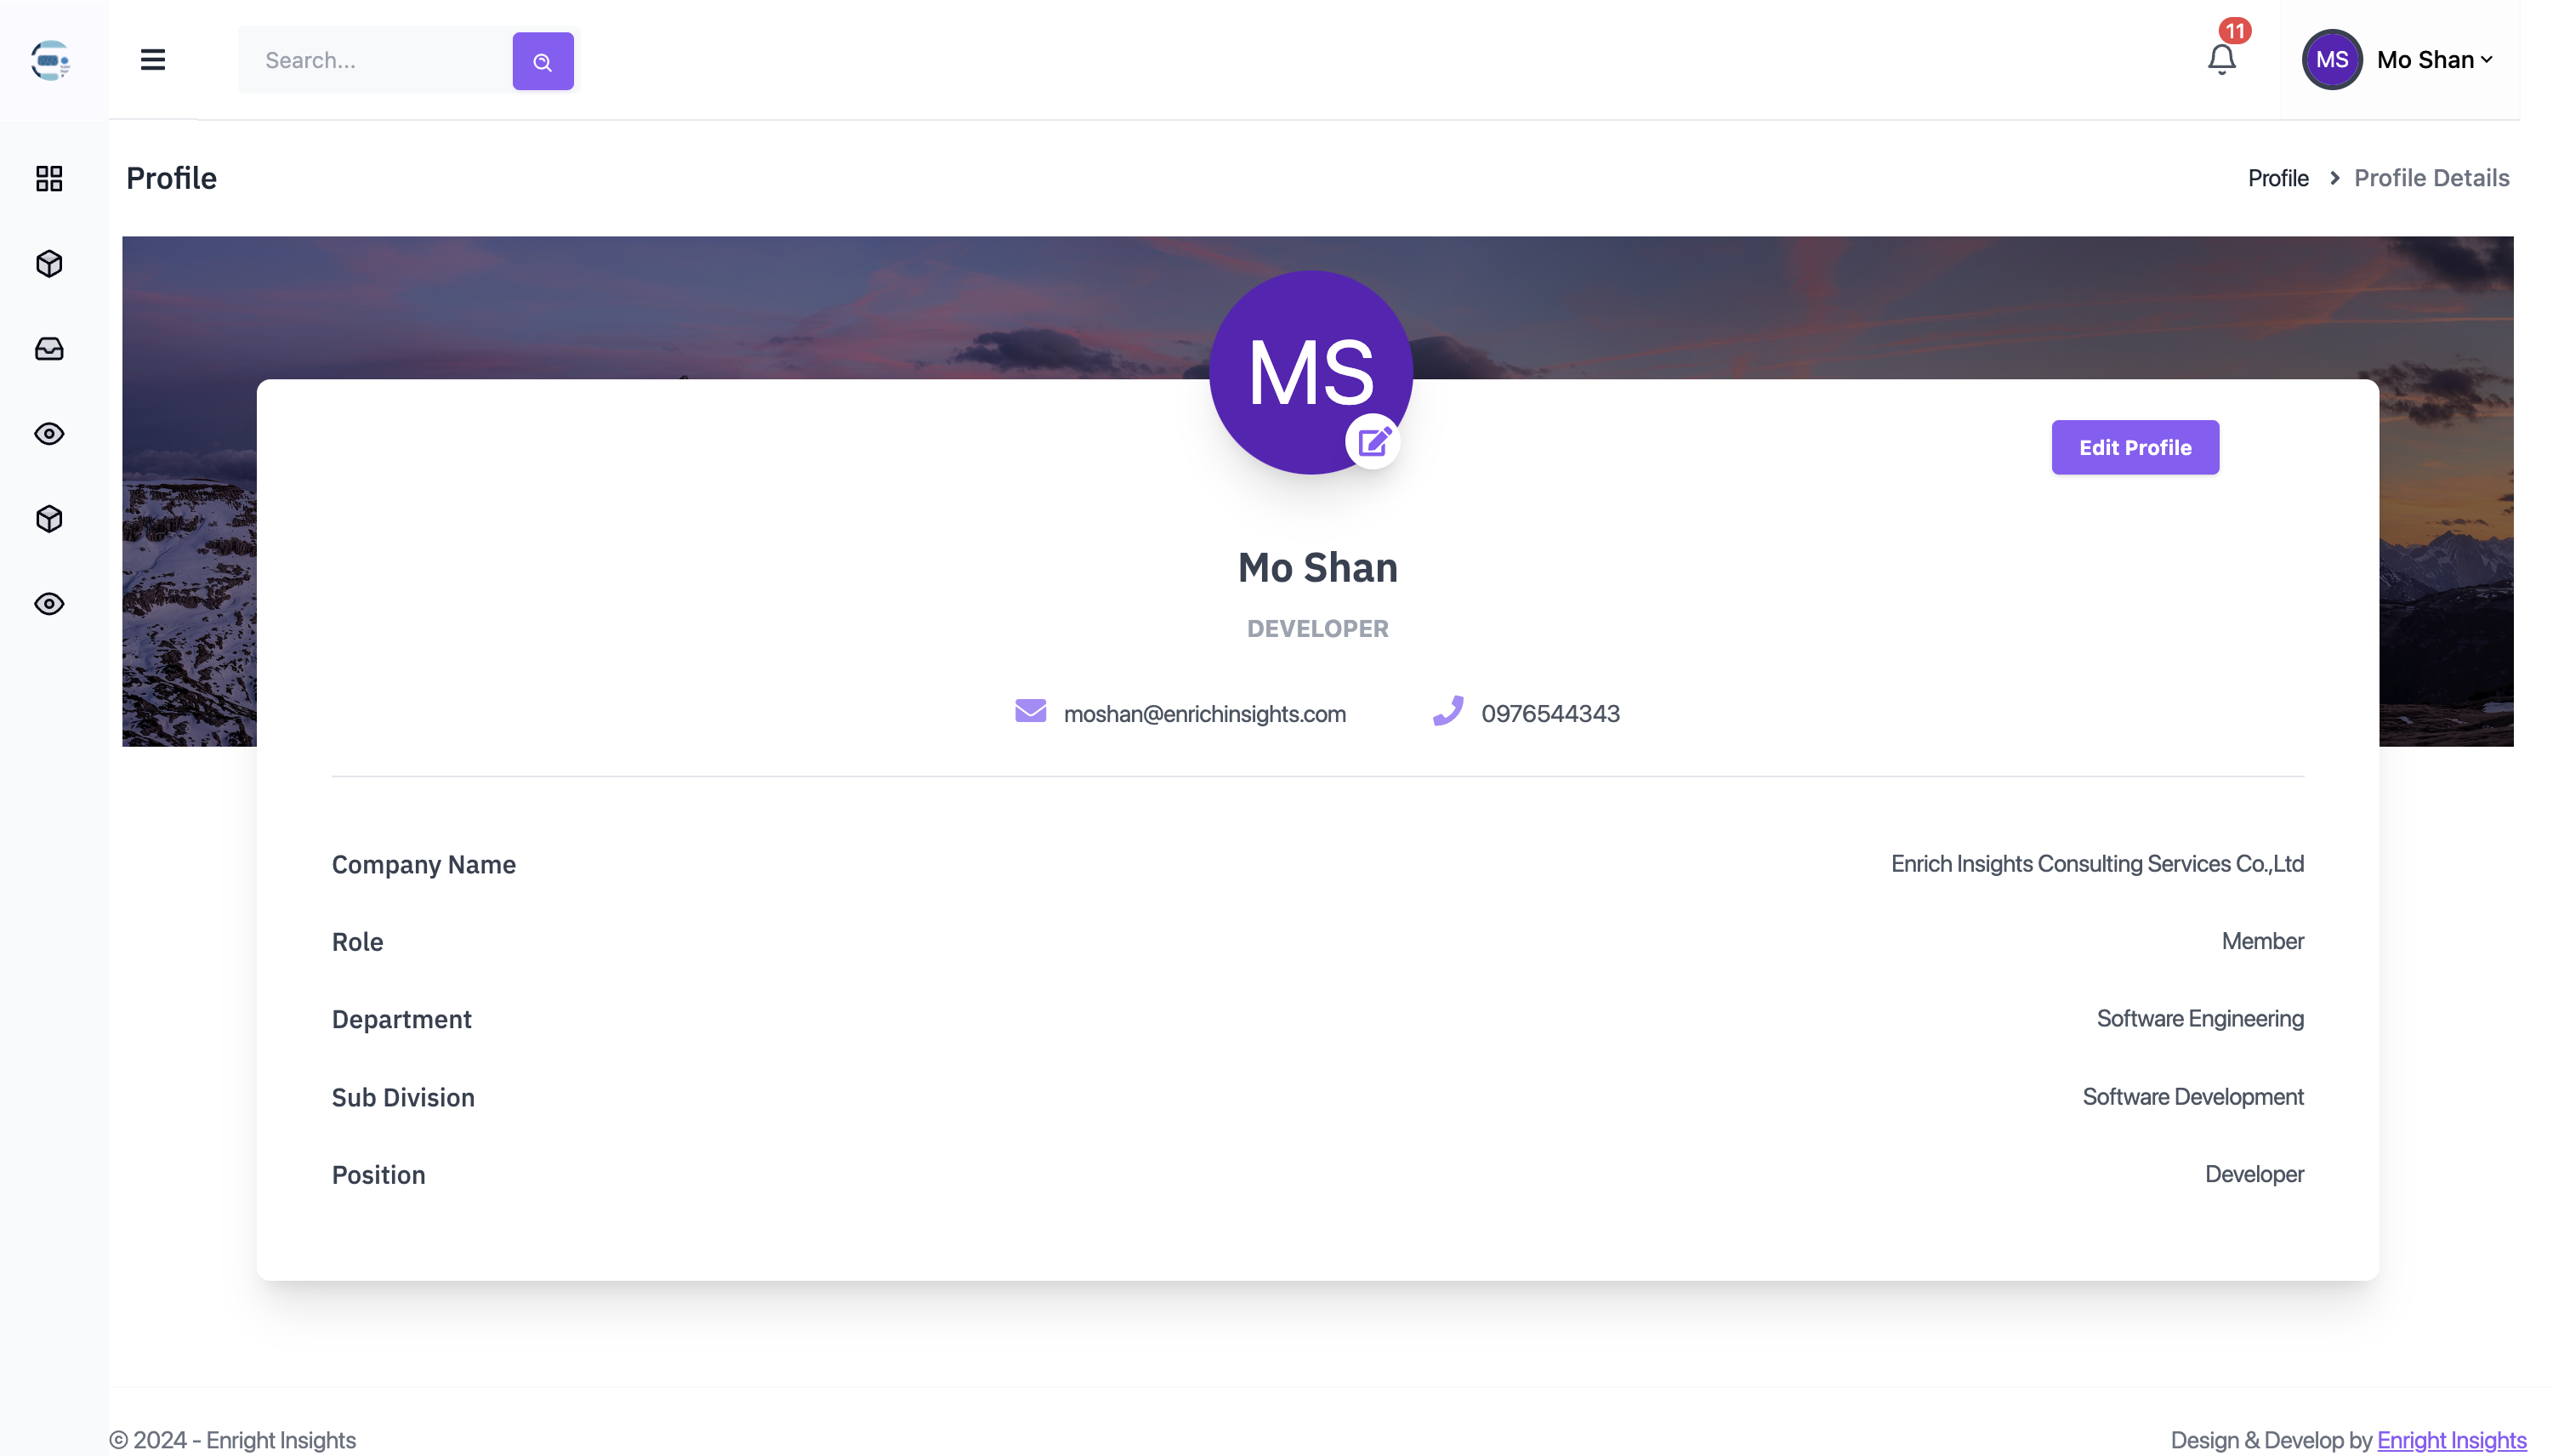 Search...
11
MS
Mo Shan
Profile
Profile > Profile Details
MS
Edit Profile
Mo Shan
DEVELOPER
moshan@enrichinsights.com
0976544343
Company Name
Enrich Insights Consulting Services Co.,Ltd
Role
Member
Department
Software Engineering
Sub Division
Software Development
Position
Developer
© 2024 - Enright Insights
Design & Develop by Enright Insights